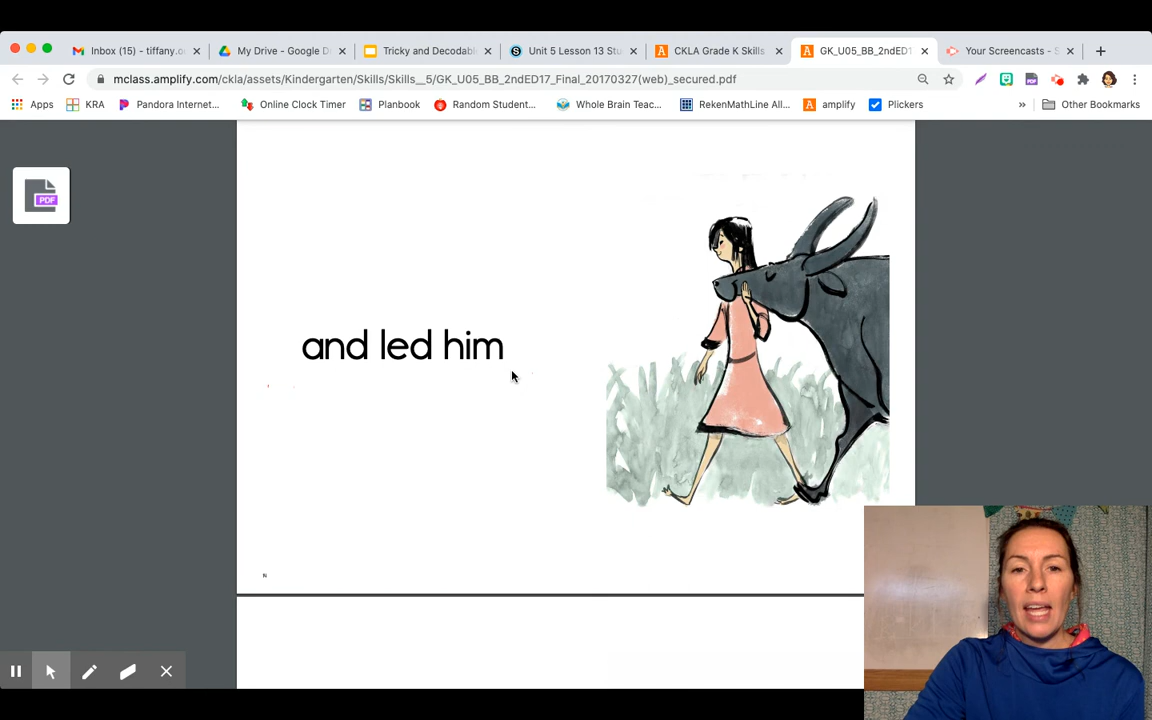 Inbox (15) - tiffany.o
My Drive - Google D
Tricky and Decodab
Unit 5 Lesson 13 Stu
CKLA Grade K Skills
GK_U05_BB_2ndED1
Your Screencasts - S
mclass.amplify.com/ckla/assets/Kindergarten/Skills/Skills__5/GK_U05_BB_2ndED17_Final_20170327(web)_secured.pdf
Apps
KRA
Pandora Internet...
Online Clock Timer
Planbook
Random Student...
Whole Brain Teac...
RekenMathLine All...
amplify
Plickers
»
Other Bookmarks
PDF
and led him